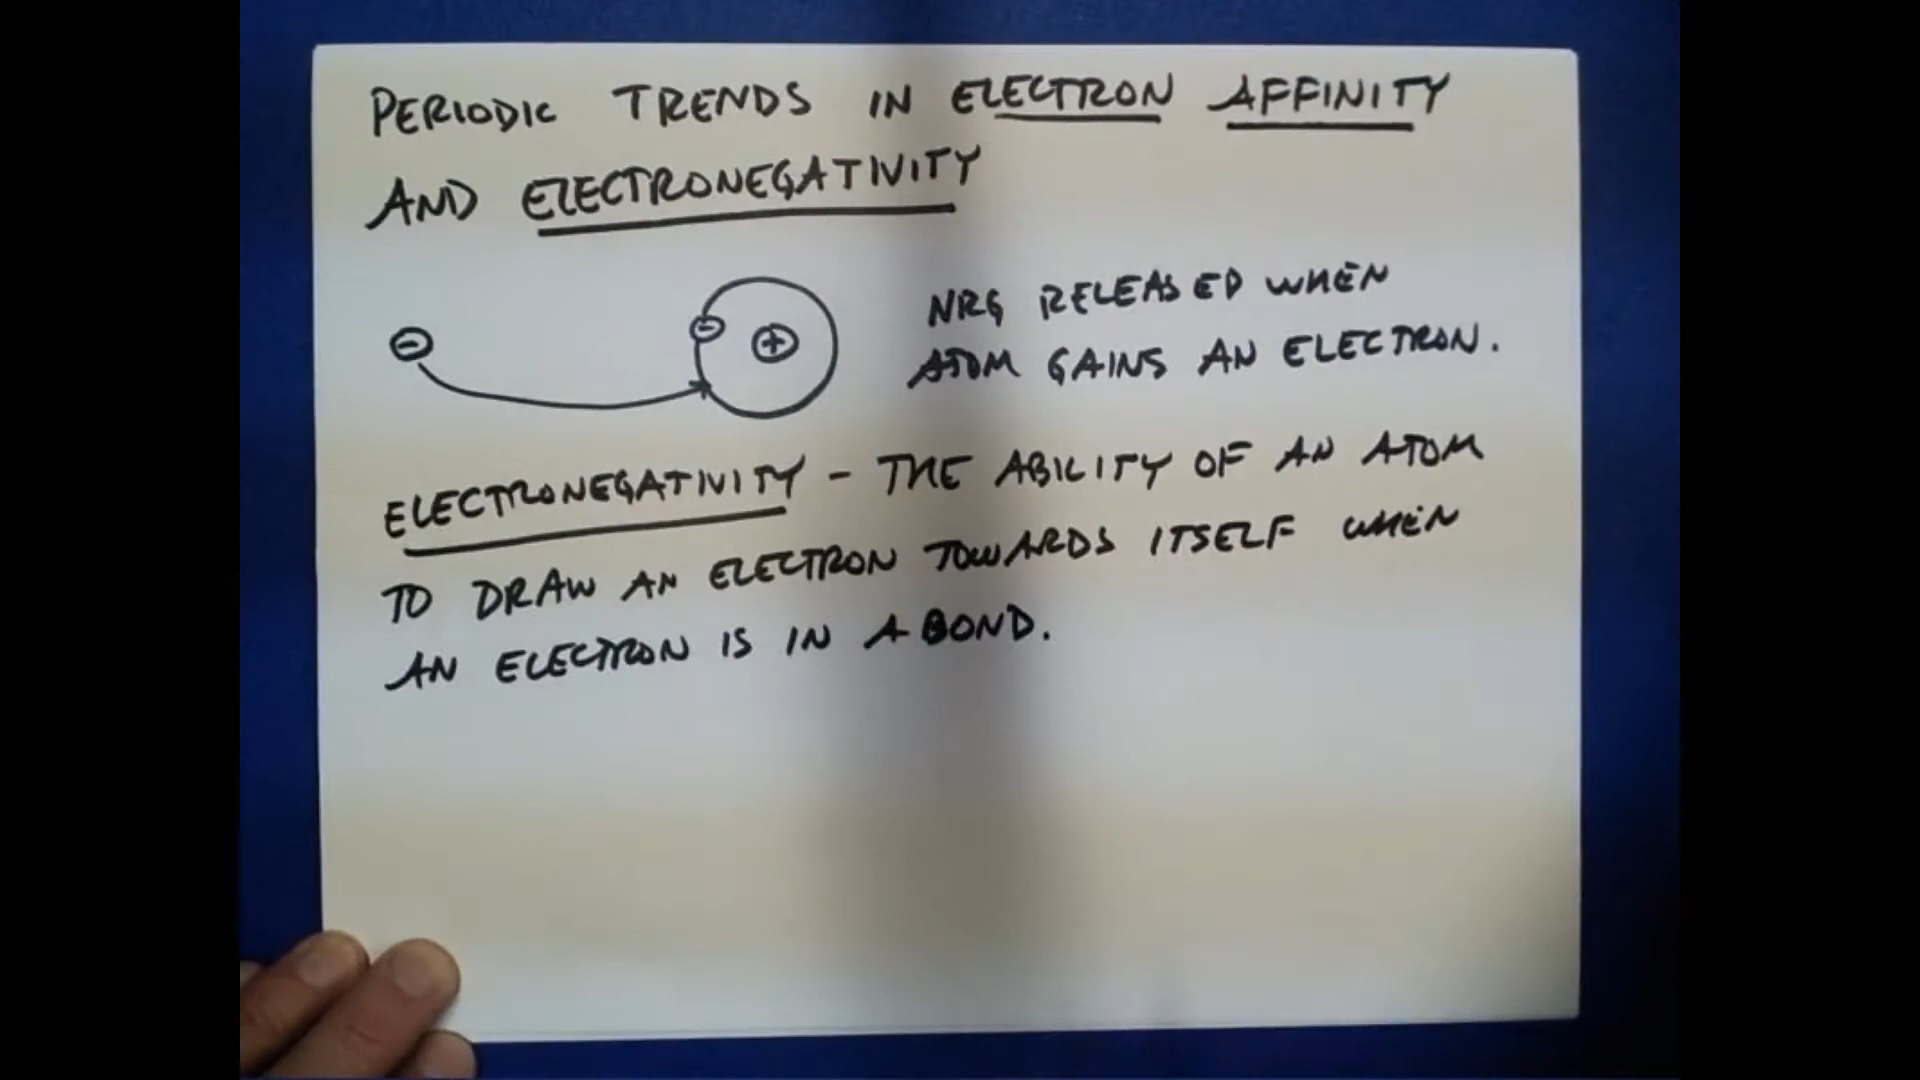 PERIODIC TRENDS IN ELECTRON AFFINITY
AND ELECTRONEGATIVITY
- - +
NRG RELEASED WHEN
ATOM GAINS AN ELECTRON.
ELECTRONEGATIVITY - THE ABILITY OF AN ATOM
TO DRAW AN ELECTRON TOWARDS ITSELF WHEN
AN ELECTRON IS IN A BOND.